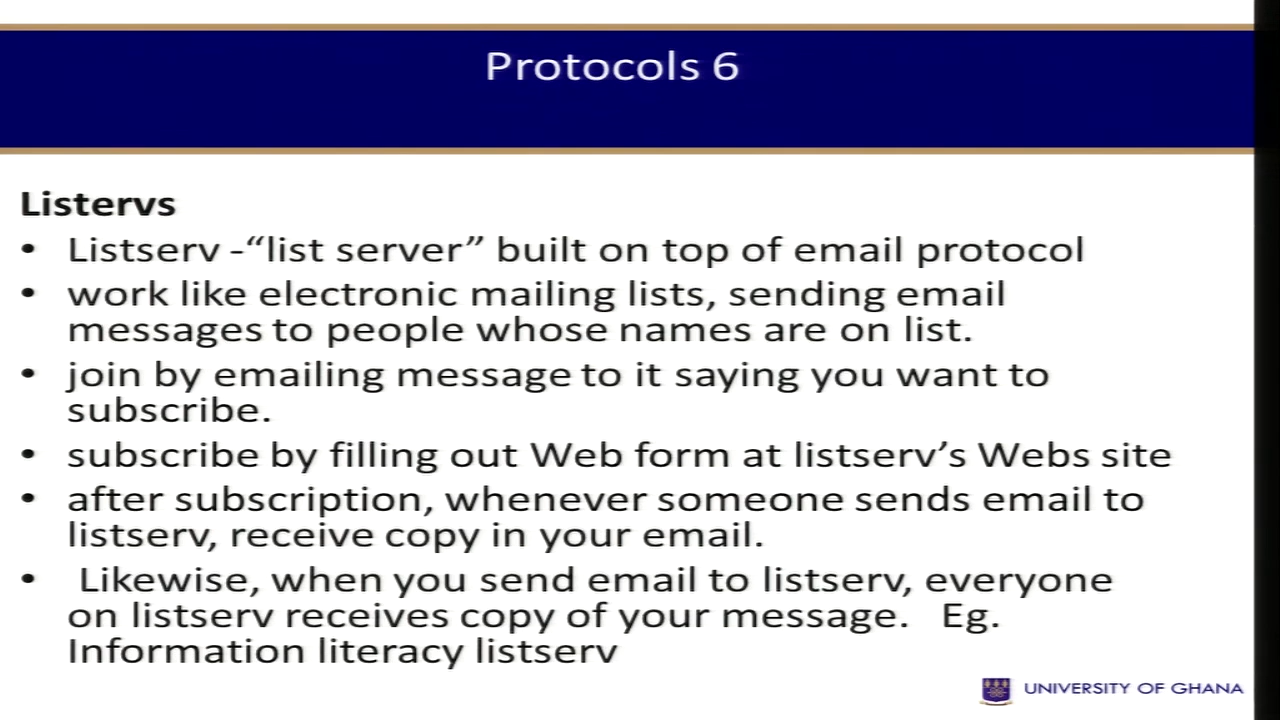 Protocols 6
Listervs
• Listserv -“list server” built on top of email protocol
• work like electronic mailing lists, sending email
messages to people whose names are on list.
• join by emailing message to it saying you want to
subscribe.
• subscribe by filling out Web form at listserv’s Webs site
• after subscription, whenever someone sends email to
listserv, receive copy in your email.
• Likewise, when you send email to listserv, everyone
on listserv receives copy of your message. Eg.
Information literacy listserv
UNIVERSITY OF GHANA